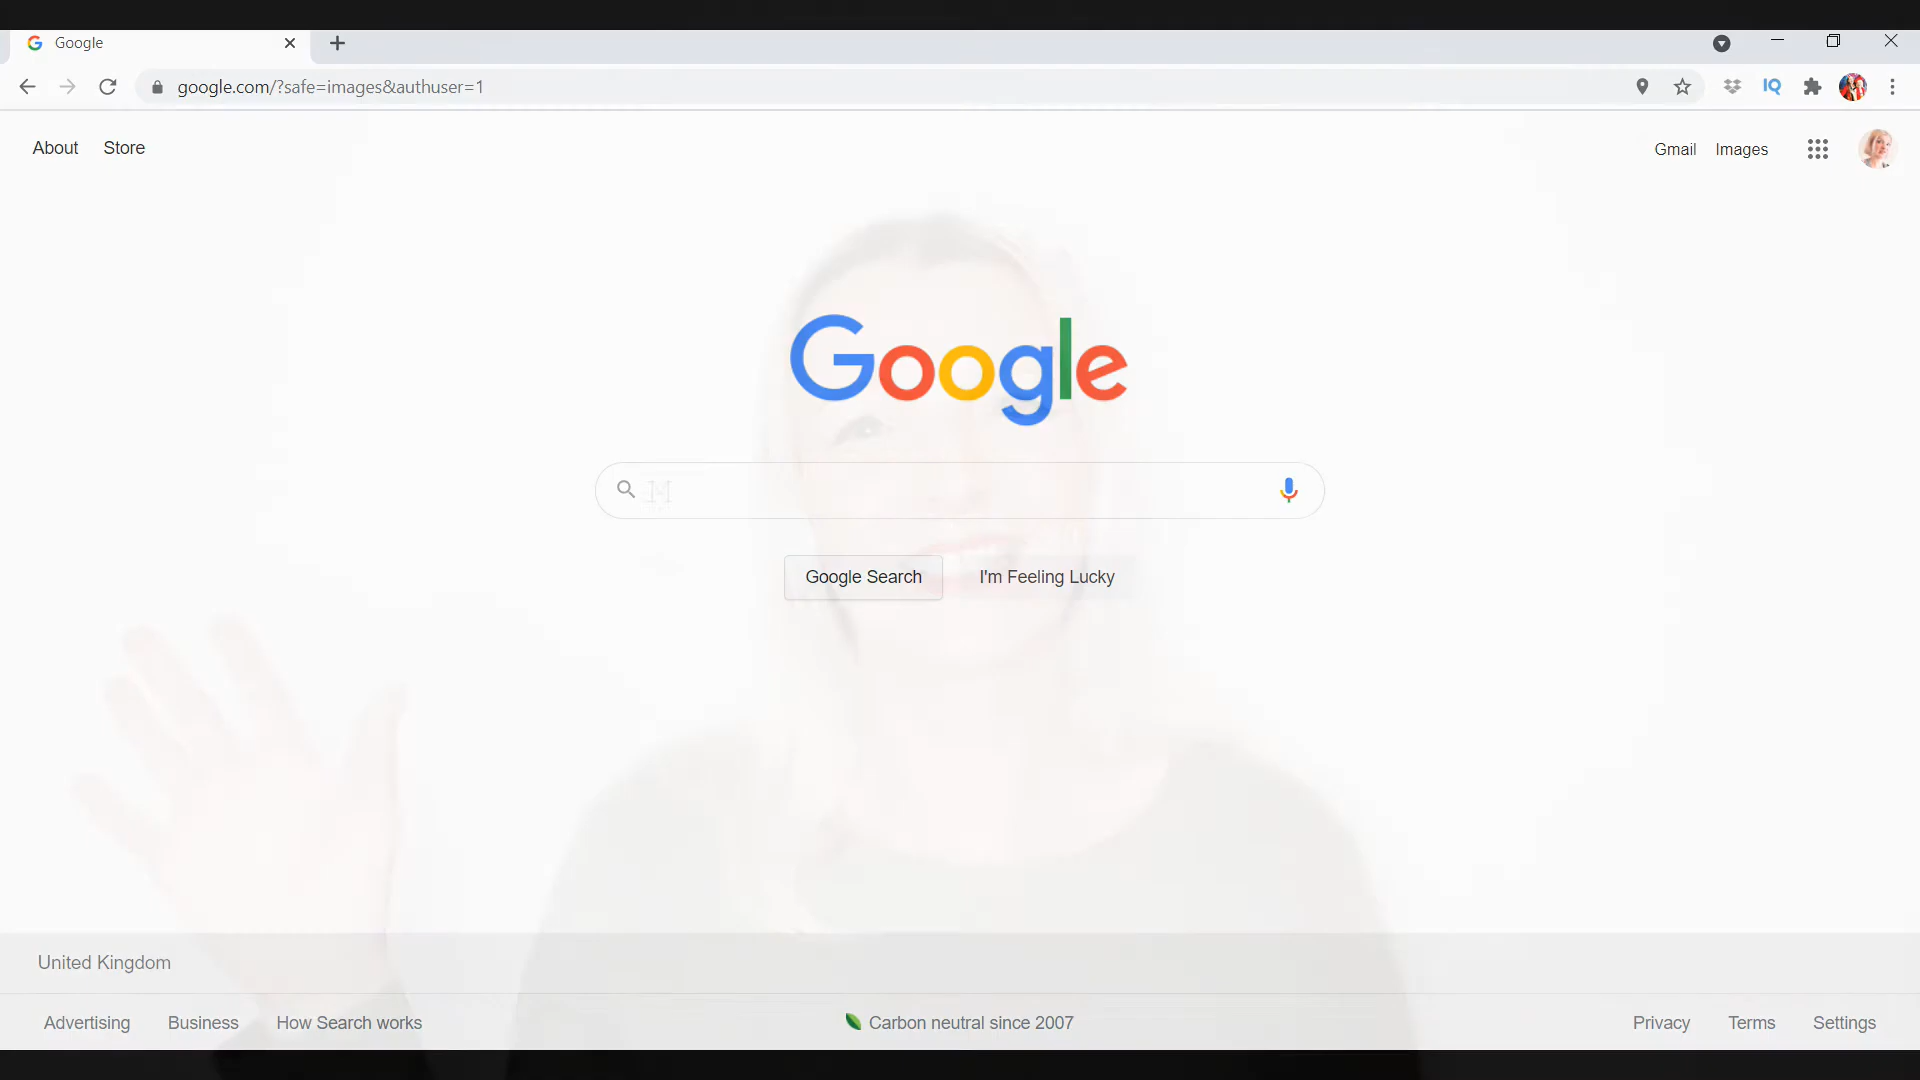 Google
google.com/?safe=images&authuser=1
IQ
About Store
Gmail Images
Google
Google Search I'm Feeling Lucky
United Kingdom
Advertising Business How Search works
Carbon neutral since 2007
Privacy Terms Settings